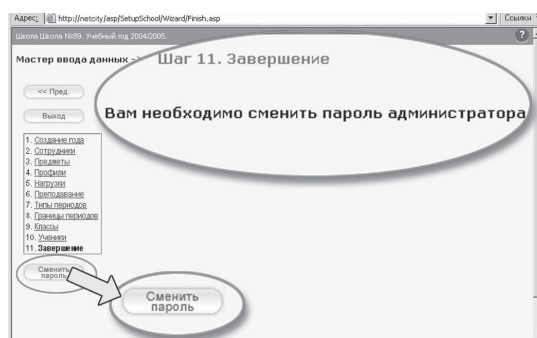 Адрес: http://netcity/asp/SetupSchool/Wizard/Finish.asp Ссылки
Школа Школа №89. Учебный год 2004/2005. ?
Мастер ввода данных -> Шаг 11. Завершение
<< Пред.
Выход
Вам необходимо сменить пароль администратора
1. Создание года
2. Сотрудники
3. Предметы
4. Профили
5. Нагрузки
6. Преподавание
7. Типы периодов
8. Границы периодов
9. Классы
10. Ученики
11. Завершение
Сменить
пароль
Сменить
пароль